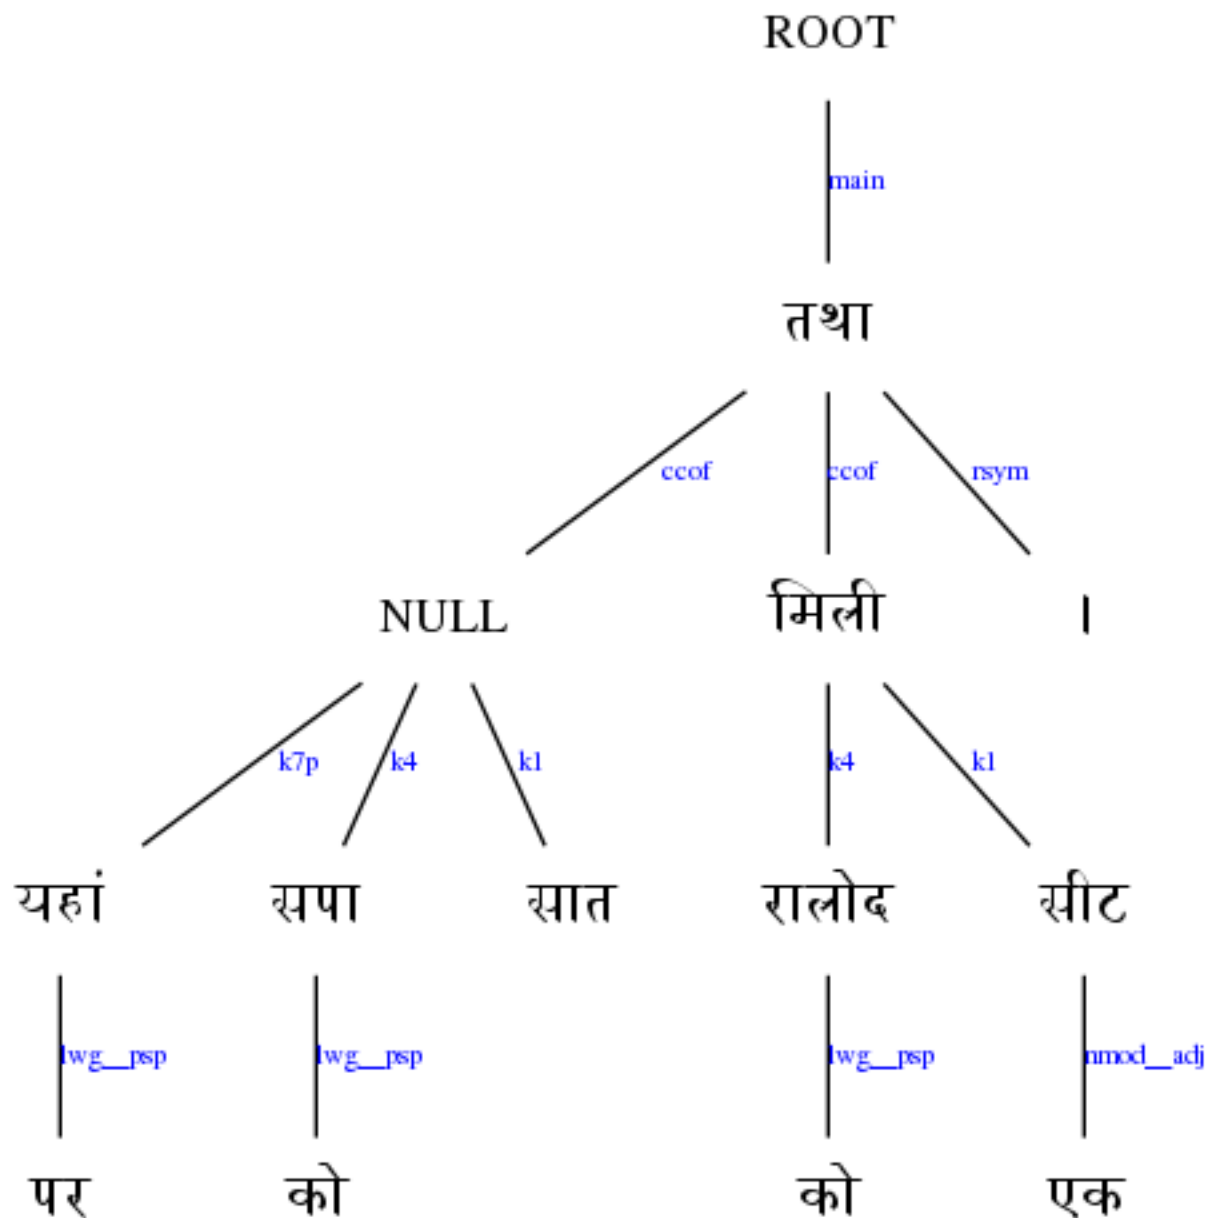 ROOT
main
तथा
ccof ccof rsym
NULL मिली ।
k7p k4 k1 k4 k1
यहां सपा सात रालोद सीट
lwg__psp lwg__psp lwg__psp nmod__adj
पर को को एक